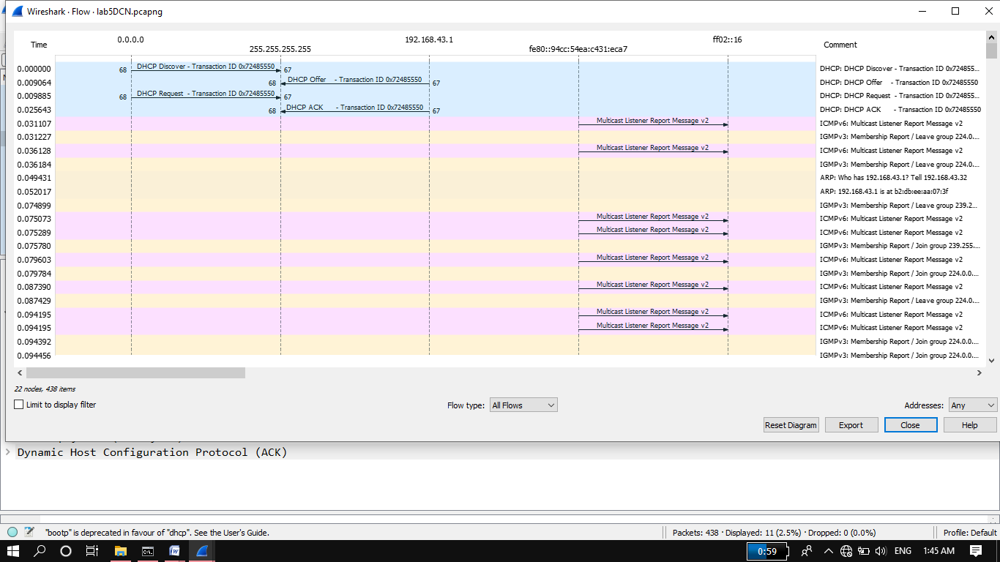 Wireshark · Flow · lab5DCN.pcapng
Time 0.0.0.0 255.255.255.255 192.168.43.1 fe80::94cc:54ea:c431:eca7 ff02::16 Comment
0.000000 68 DHCP Discover - Transaction ID 0x72485550 67 DHCP: DHCP Discover - Transaction ID 0x724855...
0.009064 68 DHCP Offer - Transaction ID 0x72485550 67 DHCP: DHCP Offer - Transaction ID 0x72485550
0.009885 68 DHCP Request - Transaction ID 0x72485550 67 DHCP: DHCP Request - Transaction ID 0x724855...
0.025643 68 DHCP ACK - Transaction ID 0x72485550 67 DHCP: DHCP ACK - Transaction ID 0x72485550
0.031107 Multicast Listener Report Message v2 ICMPv6: Multicast Listener Report Message v2
0.031227 IGMPv3: Membership Report / Leave group 224.0....
0.036128 Multicast Listener Report Message v2 ICMPv6: Multicast Listener Report Message v2
0.036184 IGMPv3: Membership Report / Leave group 224.0....
0.049431 ARP: Who has 192.168.43.1? Tell 192.168.43.32
0.052017 ARP: 192.168.43.1 is at b2:db:ee:aa:07:3f
0.074899 IGMPv3: Membership Report / Leave group 239.2...
0.075073 Multicast Listener Report Message v2 ICMPv6: Multicast Listener Report Message v2
0.075289 Multicast Listener Report Message v2 ICMPv6: Multicast Listener Report Message v2
0.075780 IGMPv3: Membership Report / Join group 239.255....
0.079603 Multicast Listener Report Message v2 ICMPv6: Multicast Listener Report Message v2
0.079784 IGMPv3: Membership Report / Join group 224.0.0....
0.087390 Multicast Listener Report Message v2 ICMPv6: Multicast Listener Report Message v2
0.087429 IGMPv3: Membership Report / Leave group 224.0....
0.094195 Multicast Listener Report Message v2 ICMPv6: Multicast Listener Report Message v2
0.094195 Multicast Listener Report Message v2 ICMPv6: Multicast Listener Report Message v2
0.094392 IGMPv3: Membership Report / Join group 224.0.0....
0.094456 IGMPv3: Membership Report / Join group 224.0.0....
22 nodes, 438 items
Limit to display filter Flow type: All Flows Addresses: Any
Reset Diagram Export Close Help
Dynamic Host Configuration Protocol (ACK)
"bootp" is deprecated in favour of "dhcp". See the User's Guide. Packets: 438 · Displayed: 11 (2.5%) · Dropped: 0 (0.0%) Profile: Default
0:59 ENG 1:45 AM